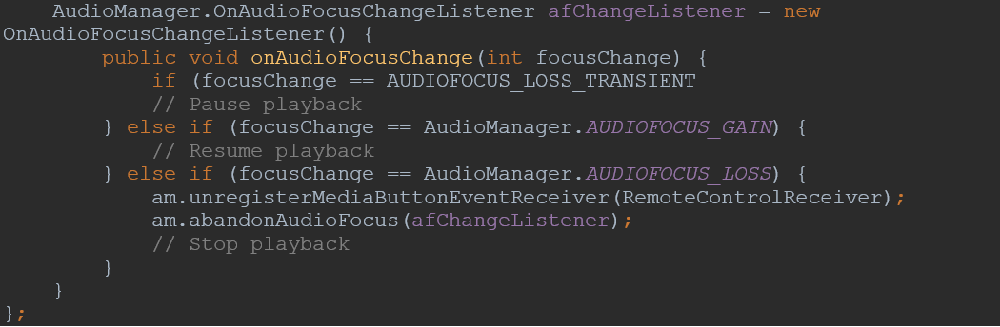 AudioManager.OnAudioFocusChangeListener afChangeListener = new
OnAudioFocusChangeListener() {
        public void onAudioFocusChange(int focusChange) {
            if (focusChange == AUDIOFOCUS_LOSS_TRANSIENT
            // Pause playback
        } else if (focusChange == AudioManager.AUDIOFOCUS_GAIN) {
            // Resume playback
        } else if (focusChange == AudioManager.AUDIOFOCUS_LOSS) {
            am.unregisterMediaButtonEventReceiver(RemoteControlReceiver);
            am.abandonAudioFocus(afChangeListener);
            // Stop playback
        }
    }
};